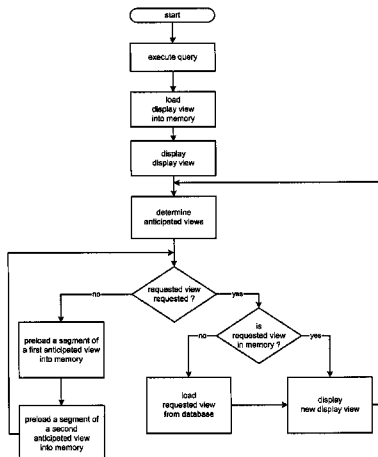 start
execute query
load
display view
into memory
display
display view
determine
anticipated views
requested view
requested ?
no
yes
is
requested view
in memory ?
no
yes
preload a segment of
a first anticipated view
into memory
load
requested view
from database
display
new display view
preload a segment of
a second
anticipated view
into memory